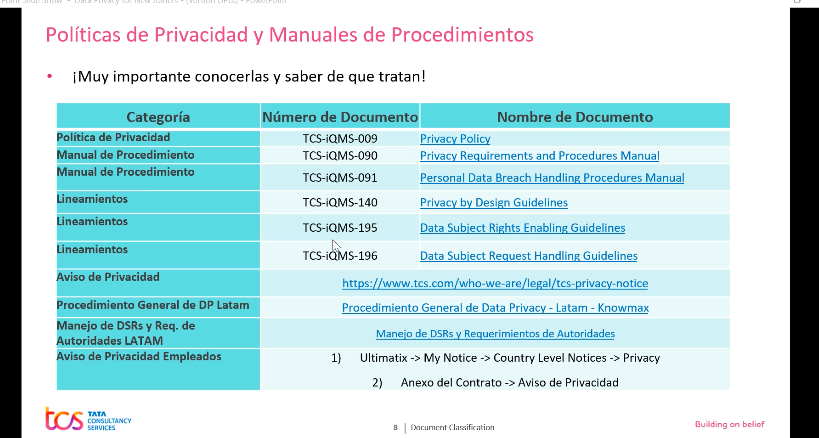 Point Slide Show - Data Privacy for New Joiners - (Version DPLs) - PowerPoint
Políticas de Privacidad y Manuales de Procedimientos
• ¡Muy importante conocerlas y saber de que tratan!
Categoría Número de Documento Nombre de Documento
Política de Privacidad TCS-iQMS-009 Privacy Policy
Manual de Procedimiento TCS-iQMS-090 Privacy Requirements and Procedures Manual
Manual de Procedimiento TCS-iQMS-091 Personal Data Breach Handling Procedures Manual
Lineamientos TCS-iQMS-140 Privacy by Design Guidelines
Lineamientos TCS-iQMS-195 Data Subject Rights Enabling Guidelines
Lineamientos TCS-iQMS-196 Data Subject Request Handling Guidelines
Aviso de Privacidad https://www.tcs.com/who-we-are/legal/tcs-privacy-notice
Procedimiento General de DP Latam Procedimiento General de Data Privacy - Latam - Knowmax
Manejo de DSRs y Req. de
Autoridades LATAM Manejo de DSRs y Requerimientos de Autoridades
Aviso de Privacidad Empleados 1) Ultimatix -> My Notice -> Country Level Notices -> Privacy
2) Anexo del Contrato -> Aviso de Privacidad
tcs TATA
CONSULTANCY
SERVICES
8 | Document Classification
Building on belief